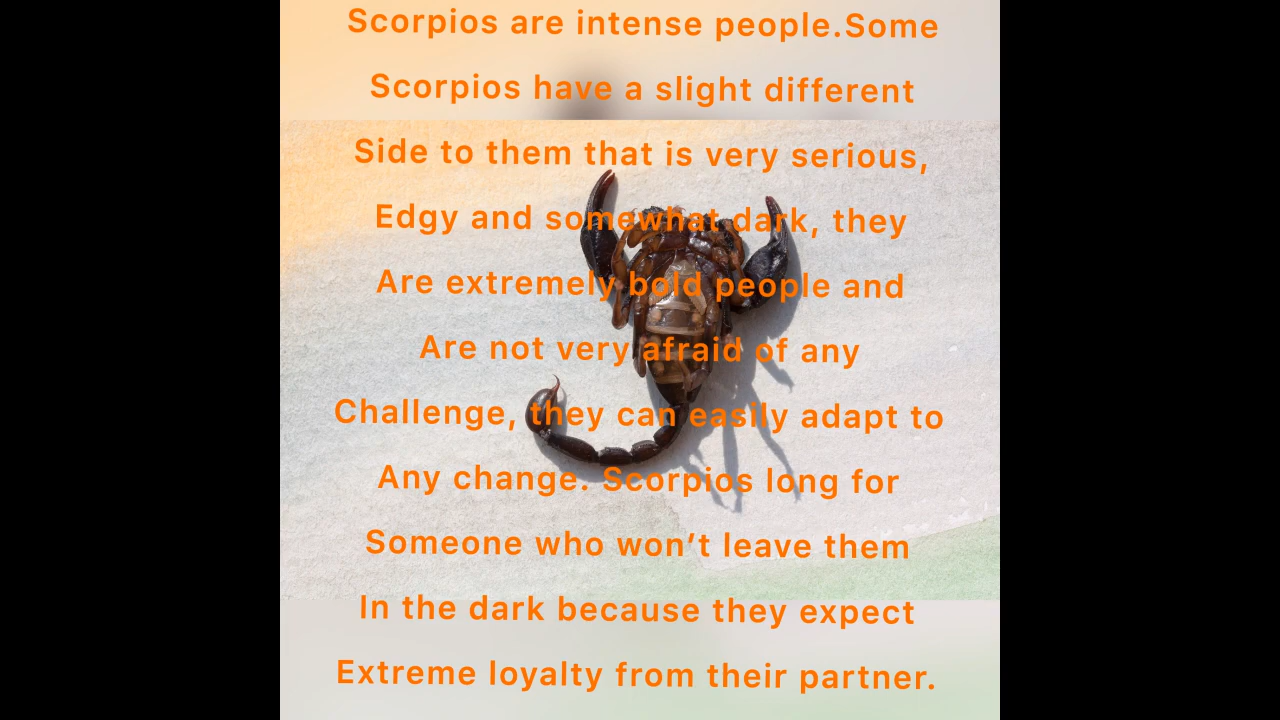 Scorpios are intense people.Some
Scorpios have a slight different
Side to them that is very serious,
Edgy and somewhat dark, they
Are extremely bold people and
Are not very afraid of any
Challenge, they can easily adapt to
Any change. Scorpios long for
Someone who won’t leave them
In the dark because they expect
Extreme loyalty from their partner.